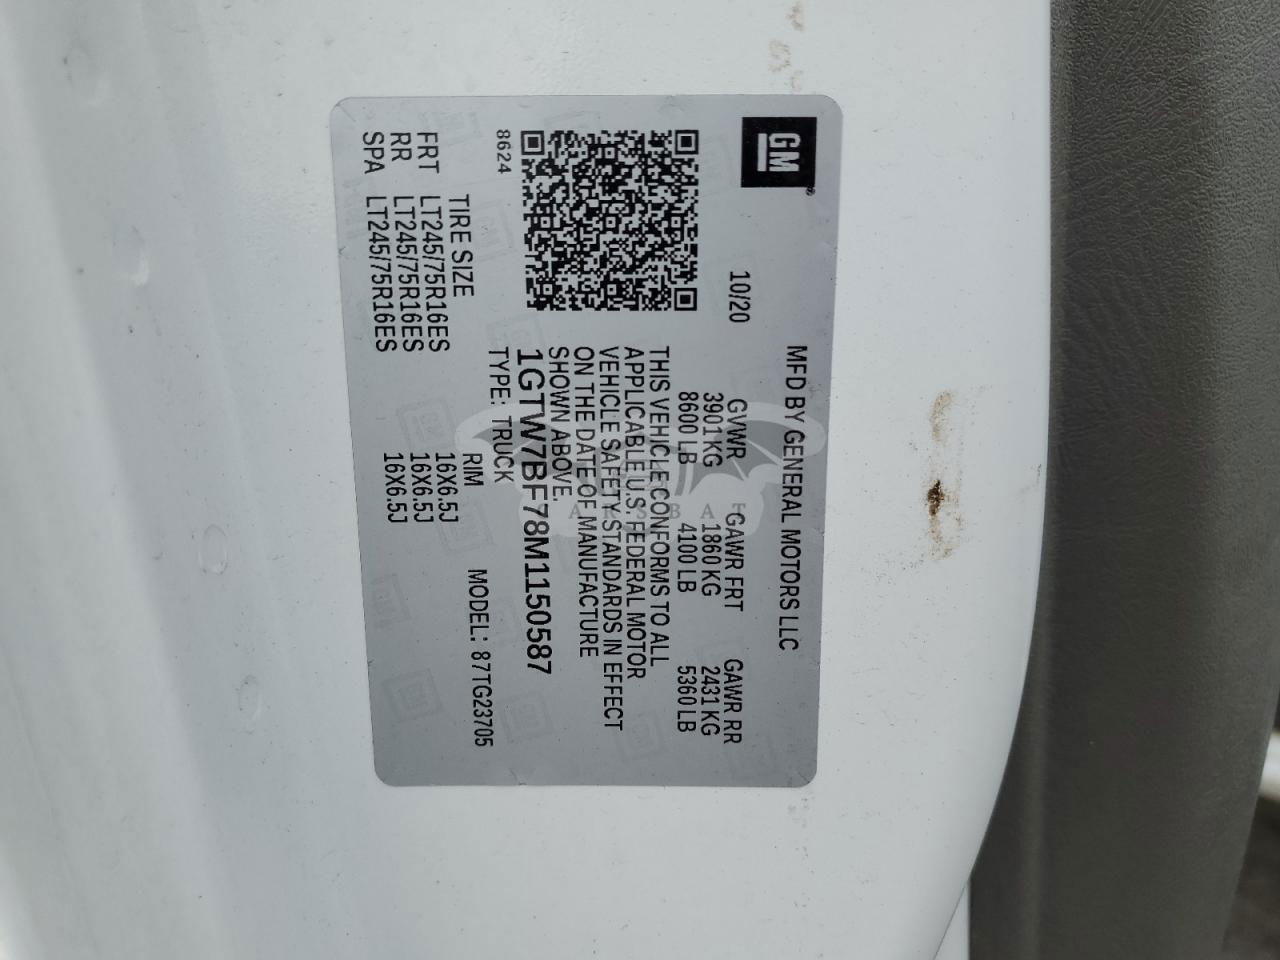 GM
MFD BY GENERAL MOTORS LLC
10/20
GVWR GAWR FRT GAWR RR
3901 KG 1860 KG 2431 KG
8600 LB 4100 LB 5360 LB
THIS VEHICLE CONFORMS TO ALL
APPLICABLE U.S. FEDERAL MOTOR
VEHICLE SAFETY STANDARDS IN EFFECT
ON THE DATE OF MANUFACTURE
SHOWN ABOVE.
1GTW7BF78M1150587
TYPE: TRUCK
MODEL: 87TG23705
8624
TIRE SIZE RIM
FRT LT245/75R16ES 16X6.5J
RR LT245/75R16ES 16X6.5J
SPA LT245/75R16ES 16X6.5J